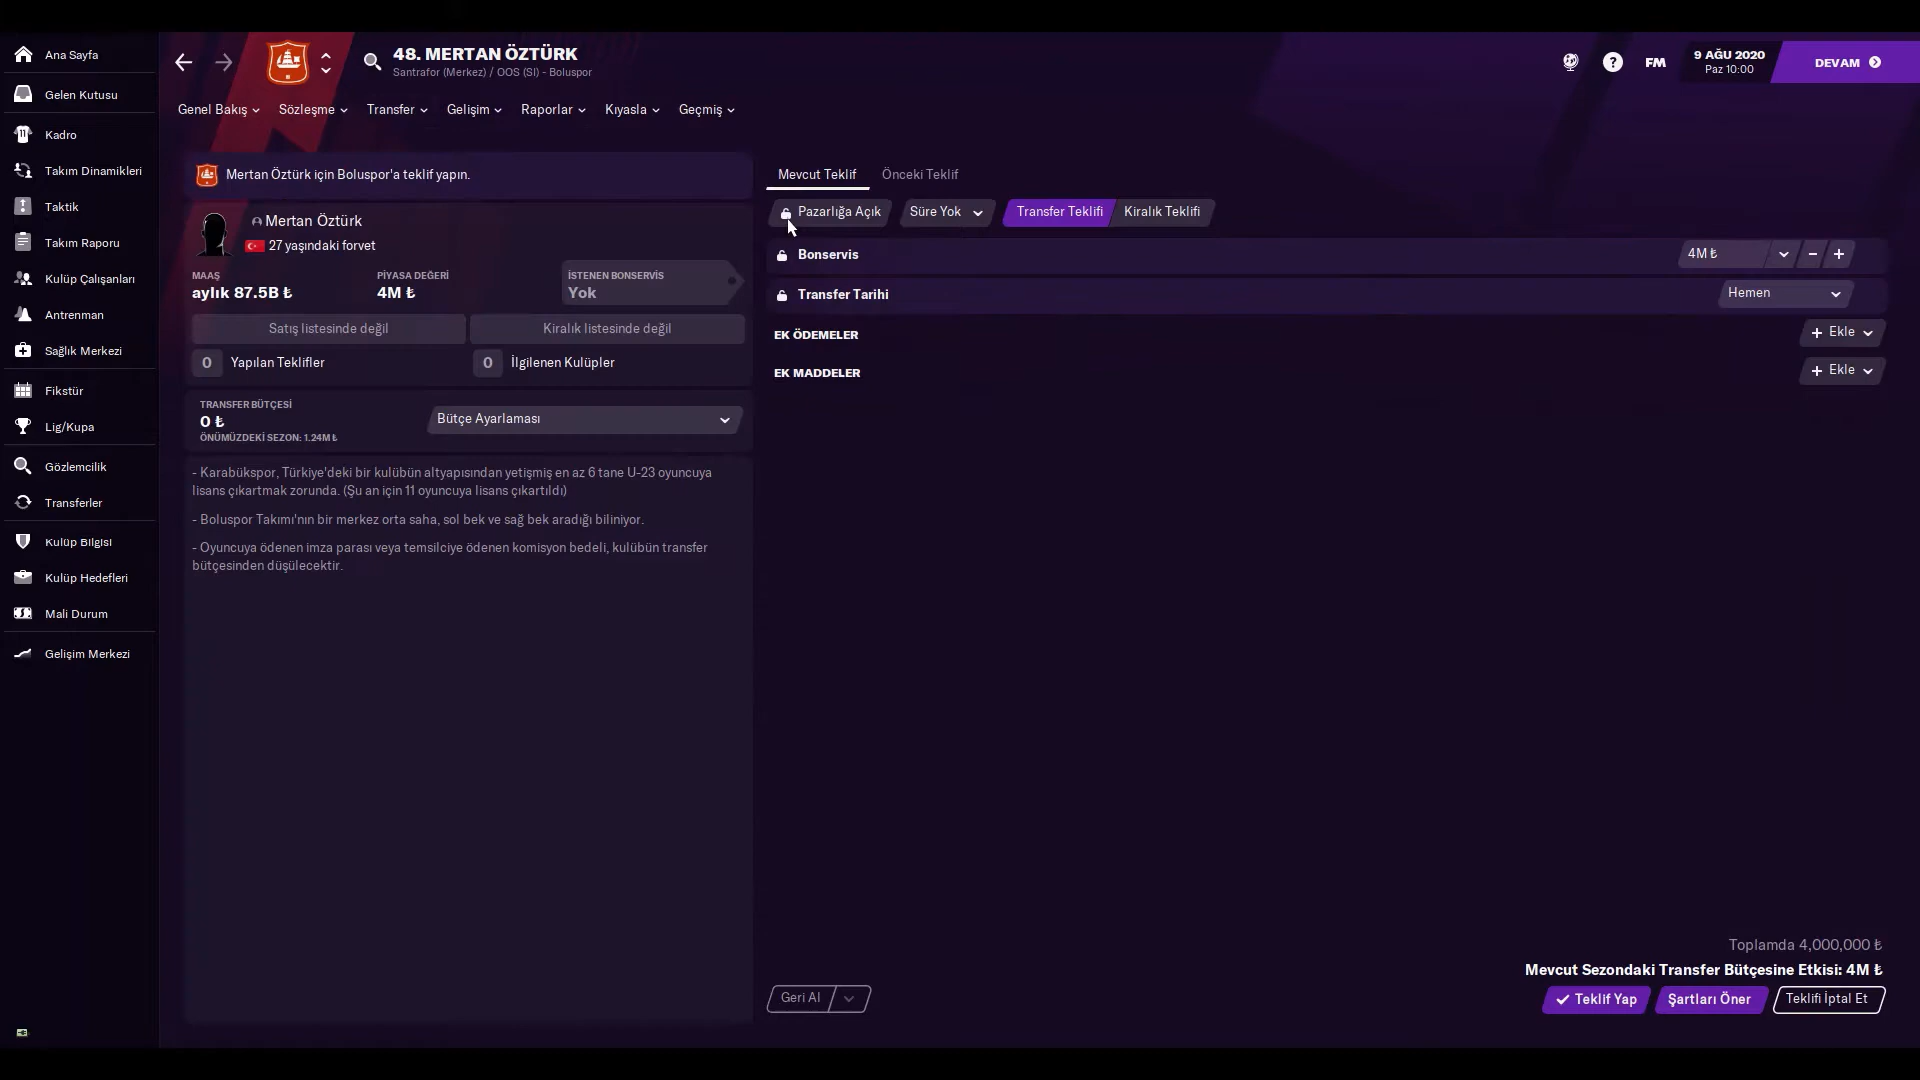 Ana Sayfa
Gelen Kutusu
Kadro
Takım Dinamikleri
Taktik
Takım Raporu
Kulüp Çalışanları
Antrenman
Sağlık Merkezi
Fikstür
Lig/Kupa
Gözlemcilik
Transferler
Kulüp Bilgisi
Kulüp Hedefleri
Mali Durum
Gelişim Merkezi
48. MERTAN ÖZTÜRK
Santrafor (Merkez) / OOS (Sl) - Boluspor
FM
9 AĞU 2020
Paz 10:00
DEVAM
Genel Bakış Sözleşme Transfer Gelişim Raporlar Kıyasla Geçmiş
Mertan Öztürk için Boluspor'a teklif yapın.
Mertan Öztürk
27 yaşındaki forvet
MAAŞ PİYASA DEĞERİ İSTENEN BONSERVİS
aylık 87.5B ₺ 4M ₺ Yok
Satış listesinde değil Kiralık listesinde değil
0 Yapılan Teklifler 0 İlgilenen Kulüpler
TRANSFER BÜTÇESİ
0 ₺
ÖNÜMÜZDEKİ SEZON: 1.24M ₺
Bütçe Ayarlaması
- Karabükspor, Türkiye'deki bir kulübün altyapısından yetişmiş en az 6 tane U-23 oyuncuya
lisans çıkartmak zorunda. (Şu an için 11 oyuncuya lisans çıkartıldı)
- Boluspor Takımı'nın bir merkez orta saha, sol bek ve sağ bek aradığı biliniyor.
- Oyuncuya ödenen imza parası veya temsilciye ödenen komisyon bedeli, kulübün transfer
bütçesinden düşülecektir.
Mevcut Teklif Önceki Teklif
Pazarlığa Açık Süre Yok Transfer Teklifi Kiralık Teklifi
Bonservis 4M ₺ - +
Transfer Tarihi Hemen
EK ÖDEMELER + Ekle
EK MADDELER + Ekle
Toplamda 4,000,000 ₺
Mevcut Sezondaki Transfer Bütçesine Etkisi: 4M ₺
Geri Al
Teklif Yap Şartları Öner Teklifi İptal Et